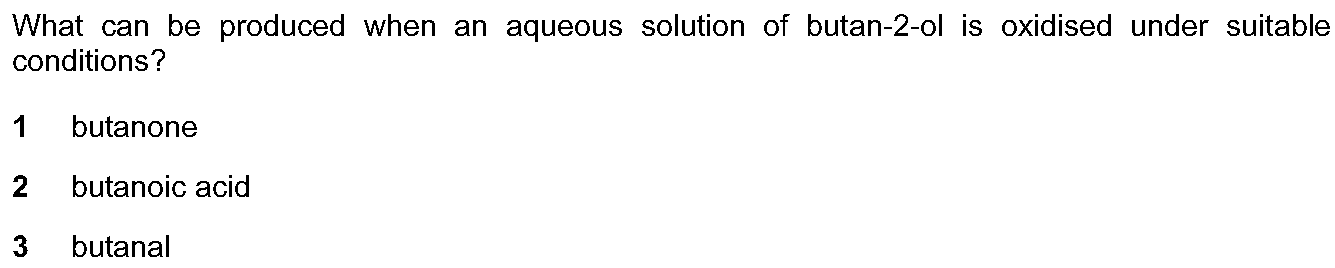 What can be produced when an aqueous solution of butan-2-ol is oxidised under suitable
conditions?
1 butanone
2 butanoic acid
3 butanal